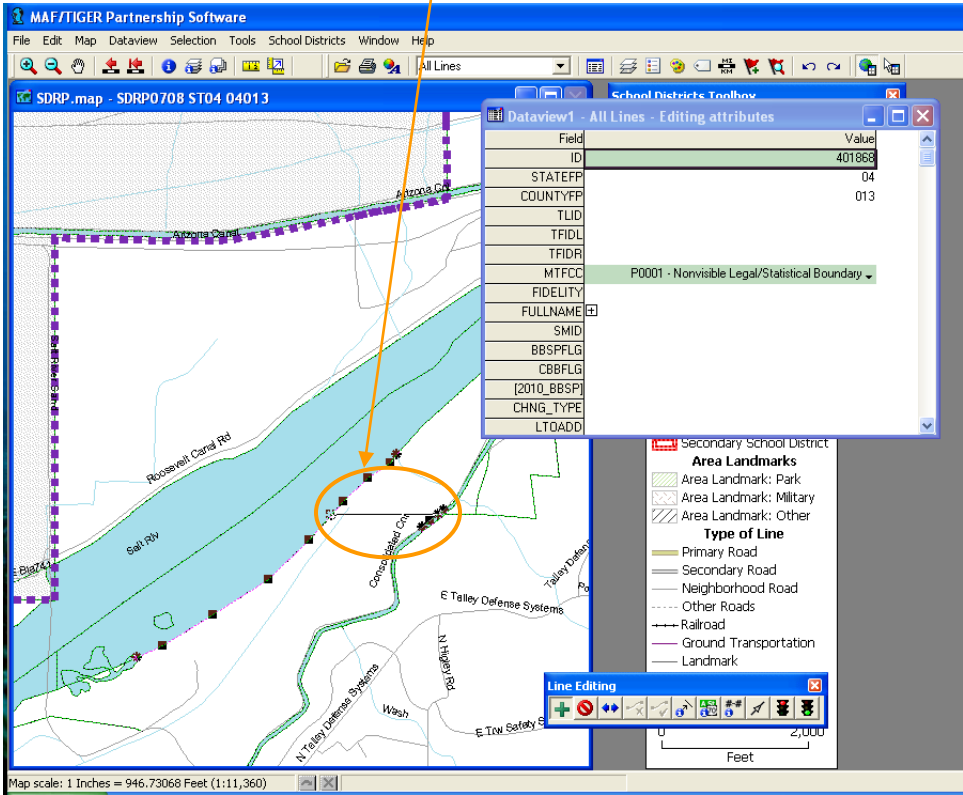 MAF/TIGER Partnership Software
File Edit Map Dataview Selection Tools School Districts Window Help
All Lines
SDRP.map - SDRP0708 ST04 04013
School Districts Toolbox
Dataview1 - All Lines - Editing attributes
Field Value
ID 401868
STATEFP 04
COUNTYFP 013
TLID
TFIDL
TFIDR
MTFCC P0001 - Nonvisible Legal/Statistical Boundary
FIDELITY
FULLNAME
SMID
BBSPFLG
CBBFLG
[2010_BBSP]
CHNG_TYPE
LTOADD
Arizona
Arizona Canal
Roosevelt Canal Rd
Salt Riv
E Talley Defense Systems
N Higley Rd
N Talley Defense Systems
Wash
E Trw Safety S
Secondary School District
Area Landmarks
Area Landmark: Park
Area Landmark: Military
Area Landmark: Other
Type of Line
Primary Road
Secondary Road
Neighborhood Road
Other Roads
Railroad
Ground Transportation
Landmark
Line Editing
0 2,000
Feet
Map scale: 1 Inches = 946.73068 Feet (1:11,360)